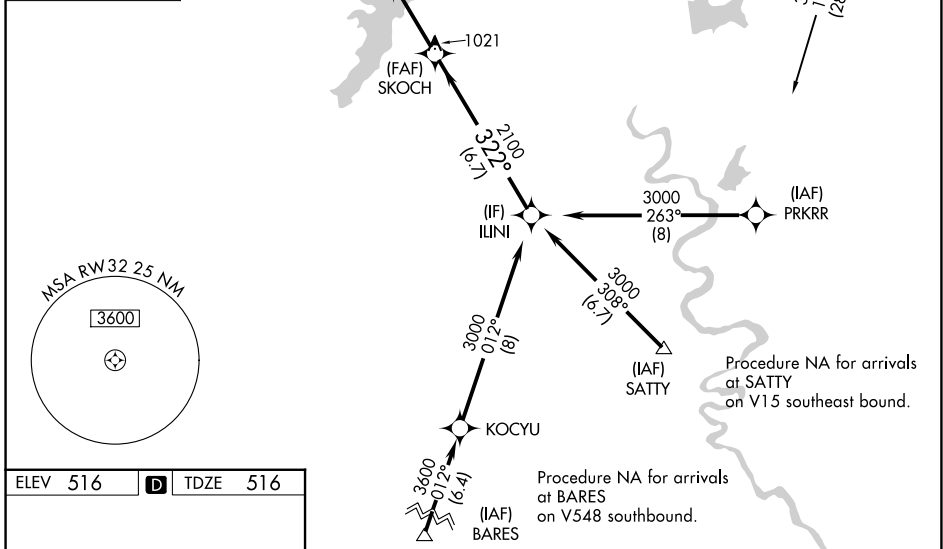 1021
(FAF)
SKOCH
2100
322°
(6.7)
(IF)
ILINI
3000
263°
(8)
(IAF)
PRKRR
MSA RW32 25 NM
3600
3000
012°
(8)
3000
308°
(6.7)
(IAF)
SATTY
Procedure NA for arrivals
at SATTY
on V15 southeast bound.
KOCYU
3600
012°
(6.4)
(IAF)
BARES
Procedure NA for arrivals
at BARES
on V548 southbound.
ELEV 516 D TDZE 516